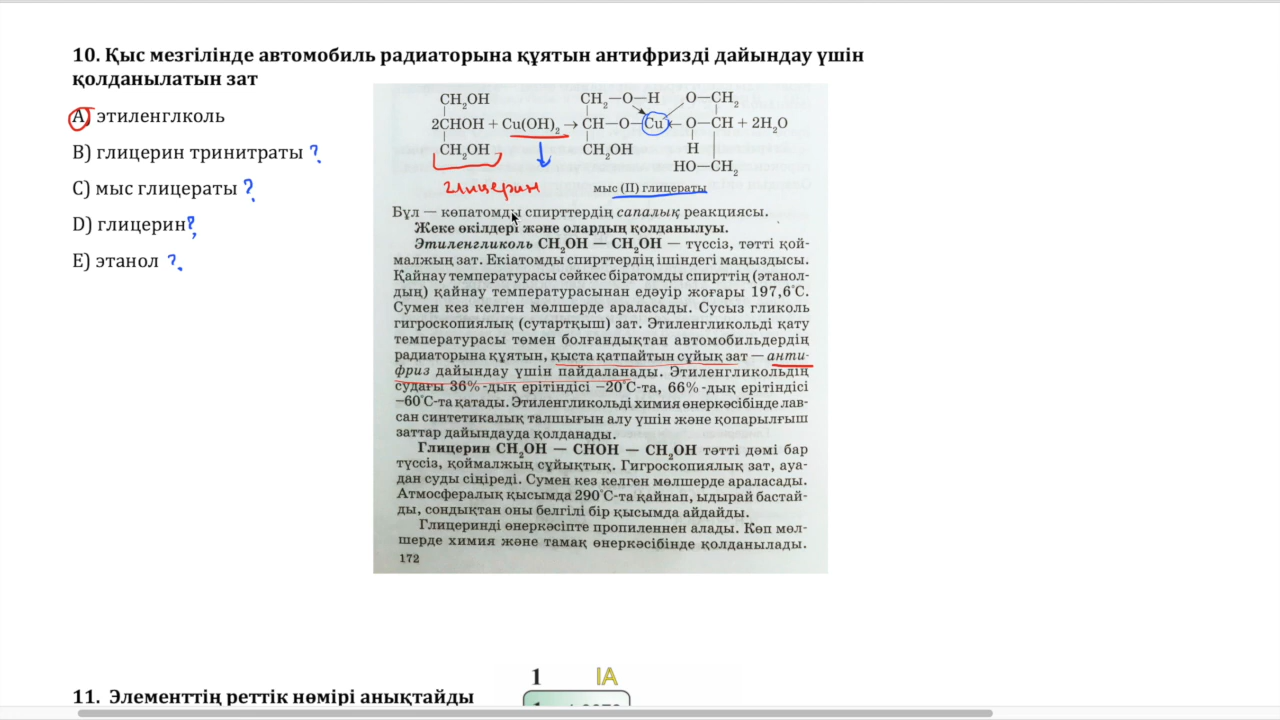 10. Қыс мезгілінде автомобиль радиаторына құятын антифризді дайындау үшін
қолданылатын зат
A) этиленглколь
B) глицерин тринитраты ?
C) мыс глицераты ?
D) глицерин ?
E) этанол ?
CH₂OH CH₂—O—H O—CH₂
2CHOH + Cu(OH)₂ → CH—O—Cu O—CH + 2H₂O
CH₂OH CH₂OH H
HO—CH₂
глицерин
мыс (II) глицераты
Бұл — көпатомды спирттердің сапалық реакциясы.
Жеке өкілдері және олардың қолданылуы.
Этиленгликоль CH₂OH — CH₂OH — түссіз, тәтті қой-
малжың зат. Екіатомды спирттердің ішіндегі маңыздысы.
Қайнау температурасы сәйкес біратомды спирттің (этанол-
дың) қайнау температурасынан едәуір жоғары 197,6°С.
Сумен кез келген мөлшерде араласады. Сусыз гликоль
гигроскопиялық (сутартқыш) зат. Этиленгликольді қату
температурасы төмен болғандықтан автомобильдердің
радиаторына құятын, қыста қатпайтын сұйық зат — анти-
фриз дайындау үшін пайдаланады. Этиленгликольдің
судағы 36%-дық ерітіндісі −20°С-та, 66%-дық ерітіндісі
−60°С-та қатады. Этиленгликольді химия өнеркәсібінде лав-
сан синтетикалық талшығын алу үшін және қопарылғыш
заттар дайындауда қолданады.
Глицерин CH₂OH — CHOH — CH₂OH тәтті дәмі бар
түссіз, қоймалжың сұйықтық. Гигроскопиялық зат, ауа-
дан суды сіңіреді. Сумен кез келген мөлшерде араласады.
Атмосфералық қысымда 290°С-та қайнап, ыдырай бастай-
ды, сондықтан оны белгілі бір қысымда айдайды.
Глицеринді өнеркәсіпте пропиленнен алады. Көп мөл-
шерде химия және тамақ өнеркәсібінде қолданылады.
172
1 IA
11. Элементтің реттік нөмірі анықтайды